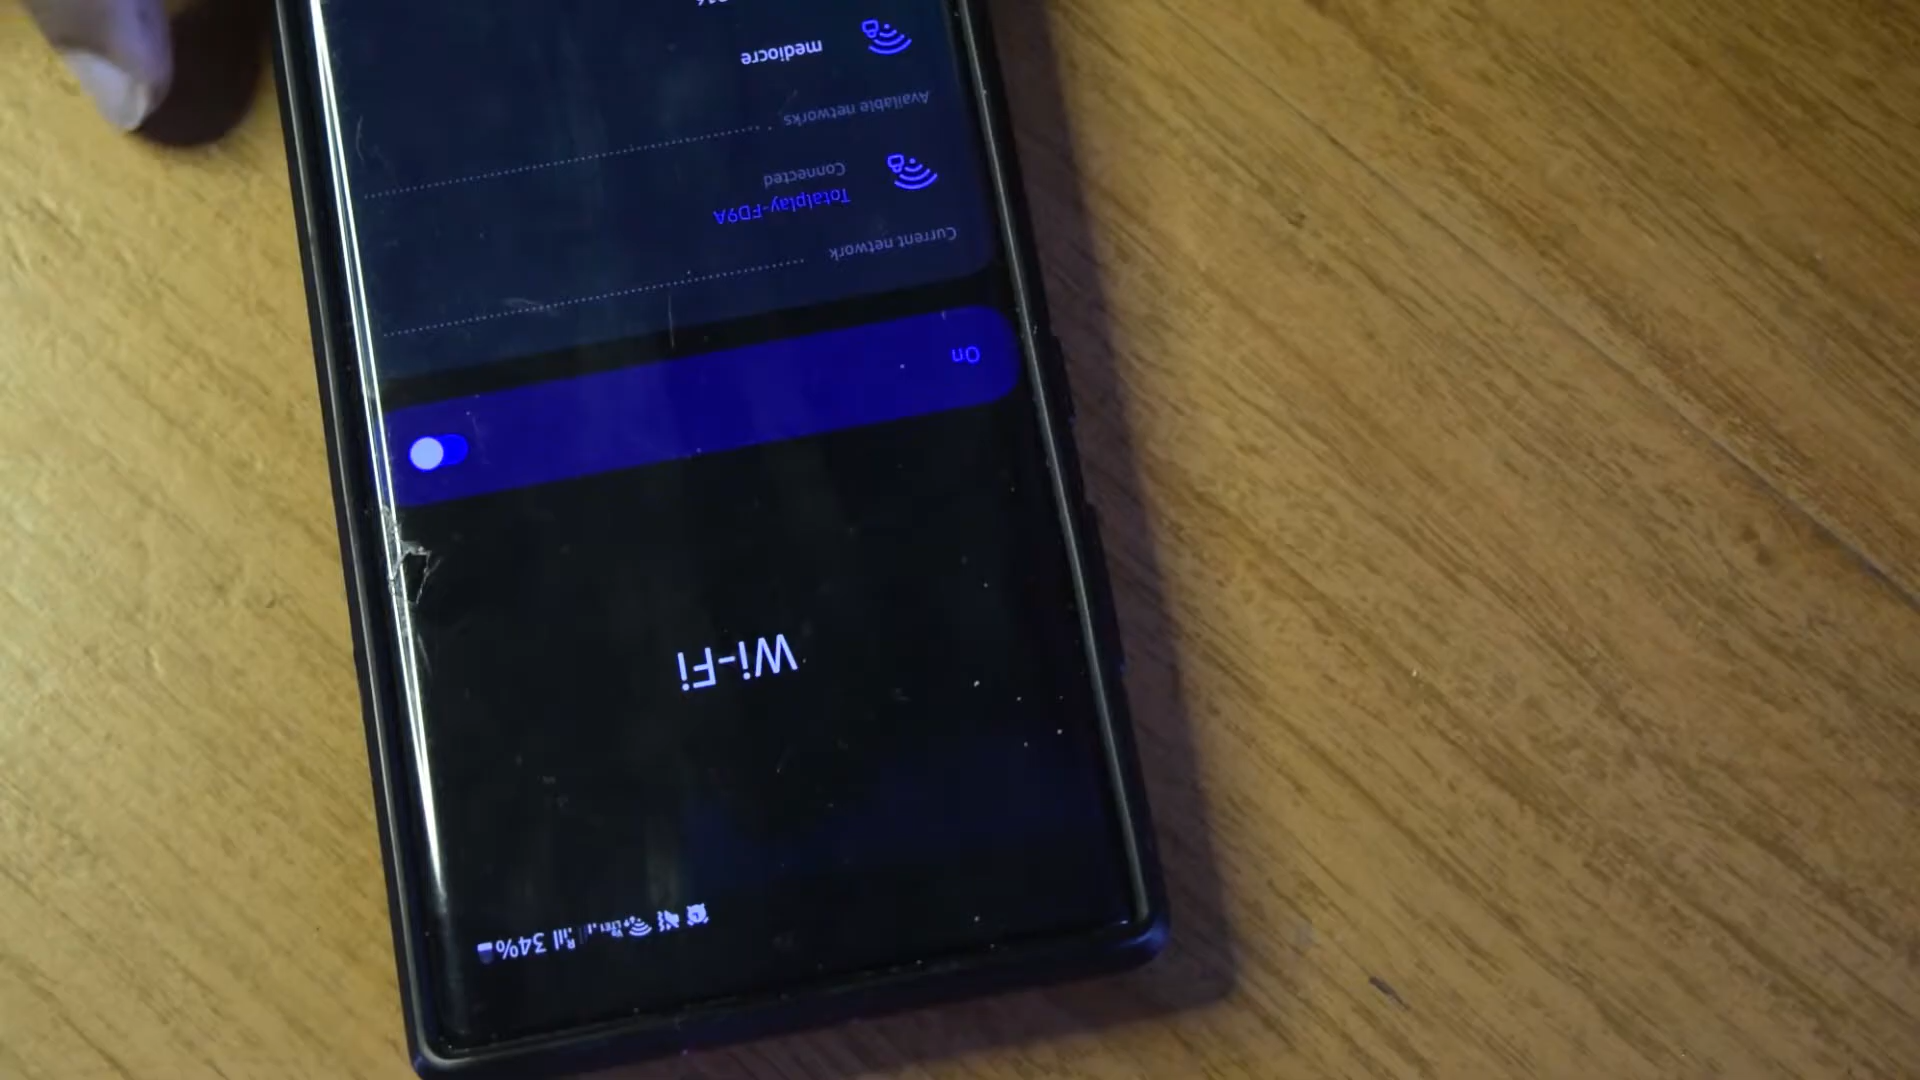 34%
Wi-Fi
On
Current network
Totalplay-FD9A
Connected
Available networks
mediocre